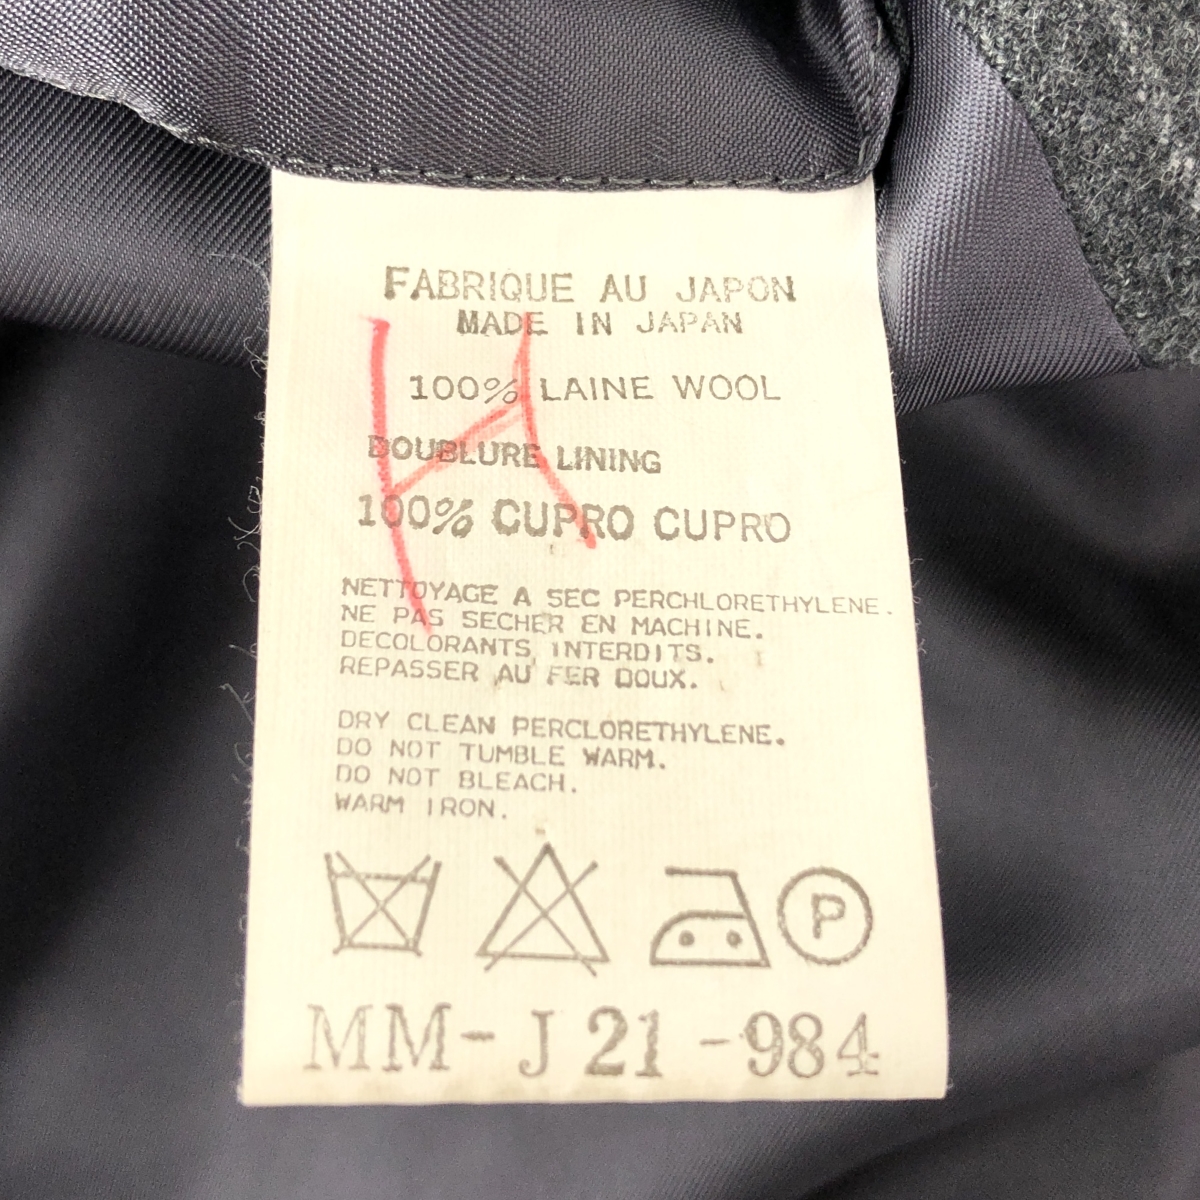 FABRIQUE AU JAPON
MADE IN JAPAN
100% LAINE WOOL
DOUBLURE LINING
100% CUPRO CUPRO
NETTOYAGE A SEC PERCHLORETHYLENE.
NE PAS SECHER EN MACHINE.
DECOLORANTS INTERDITS.
REPASSER AU FER DOUX.
DRY CLEAN PERCLORETHYLENE.
DO NOT TUMBLE WARM.
DO NOT BLEACH.
WARM IRON.
P
MM-J21-984